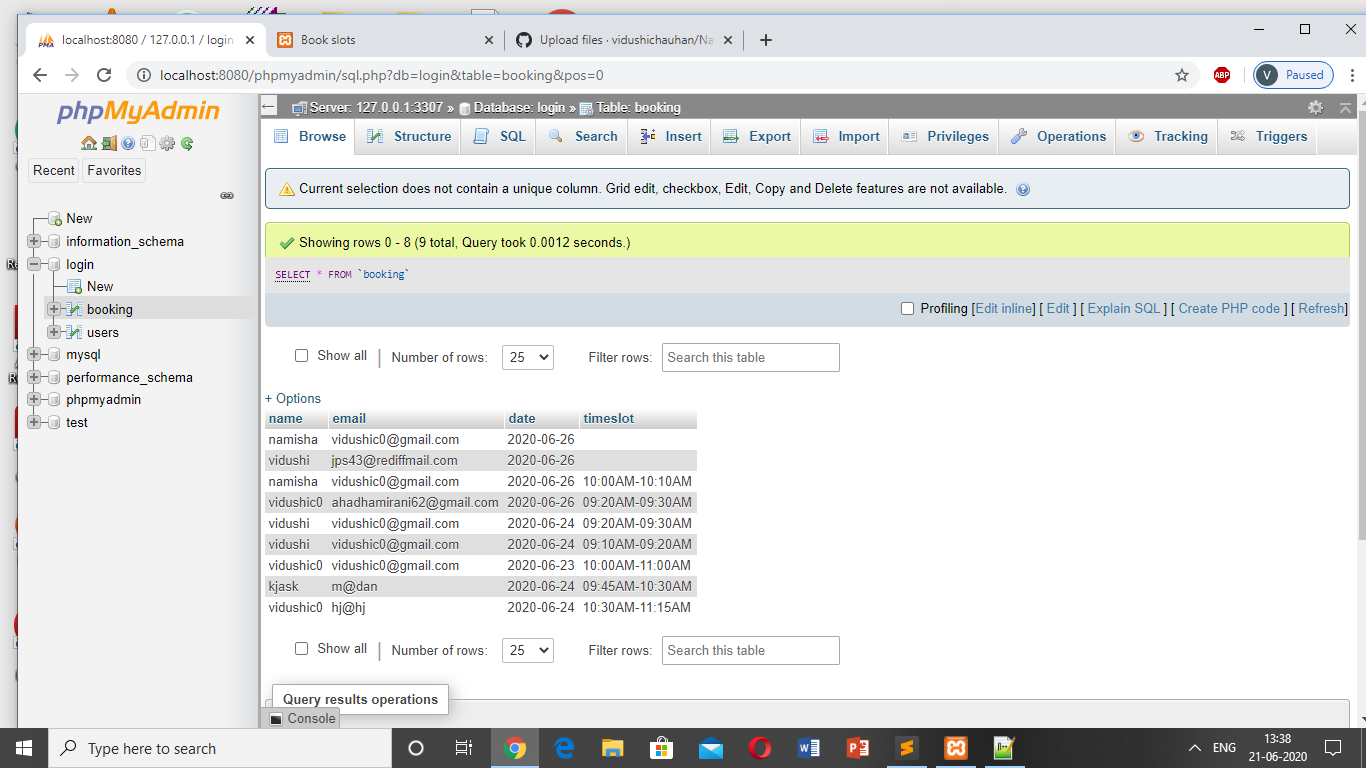 localhost:8080 / 127.0.0.1 / login
Book slots
Upload files · vidushichauhan/Na
localhost:8080/phpmyadmin/sql.php?db=login&table=booking&pos=0
ABP
V Paused
phpMyAdmin
Recent Favorites
New
information_schema
login
New
booking
users
mysql
performance_schema
phpmyadmin
test
Server: 127.0.0.1:3307 » Database: login » Table: booking
Browse Structure SQL Search Insert Export Import Privileges Operations Tracking Triggers
Current selection does not contain a unique column. Grid edit, checkbox, Edit, Copy and Delete features are not available.
Showing rows 0 - 8 (9 total, Query took 0.0012 seconds.)
SELECT * FROM `booking`
Profiling [Edit inline] [ Edit ] [ Explain SQL ] [ Create PHP code ] [ Refresh]
Show all | Number of rows: 25 Filter rows: Search this table
+ Options
name email date timeslot
namisha vidushic0@gmail.com 2020-06-26
vidushi jps43@rediffmail.com 2020-06-26
namisha vidushic0@gmail.com 2020-06-26 10:00AM-10:10AM
vidushic0 ahadhamirani62@gmail.com 2020-06-26 09:20AM-09:30AM
vidushi vidushic0@gmail.com 2020-06-24 09:20AM-09:30AM
vidushi vidushic0@gmail.com 2020-06-24 09:10AM-09:20AM
vidushic0 vidushic0@gmail.com 2020-06-23 10:00AM-11:00AM
kjask m@dan 2020-06-24 09:45AM-10:30AM
vidushic0 hj@hj 2020-06-24 10:30AM-11:15AM
Show all | Number of rows: 25 Filter rows: Search this table
Query results operations
Console
Type here to search
ENG
13:38
21-06-2020